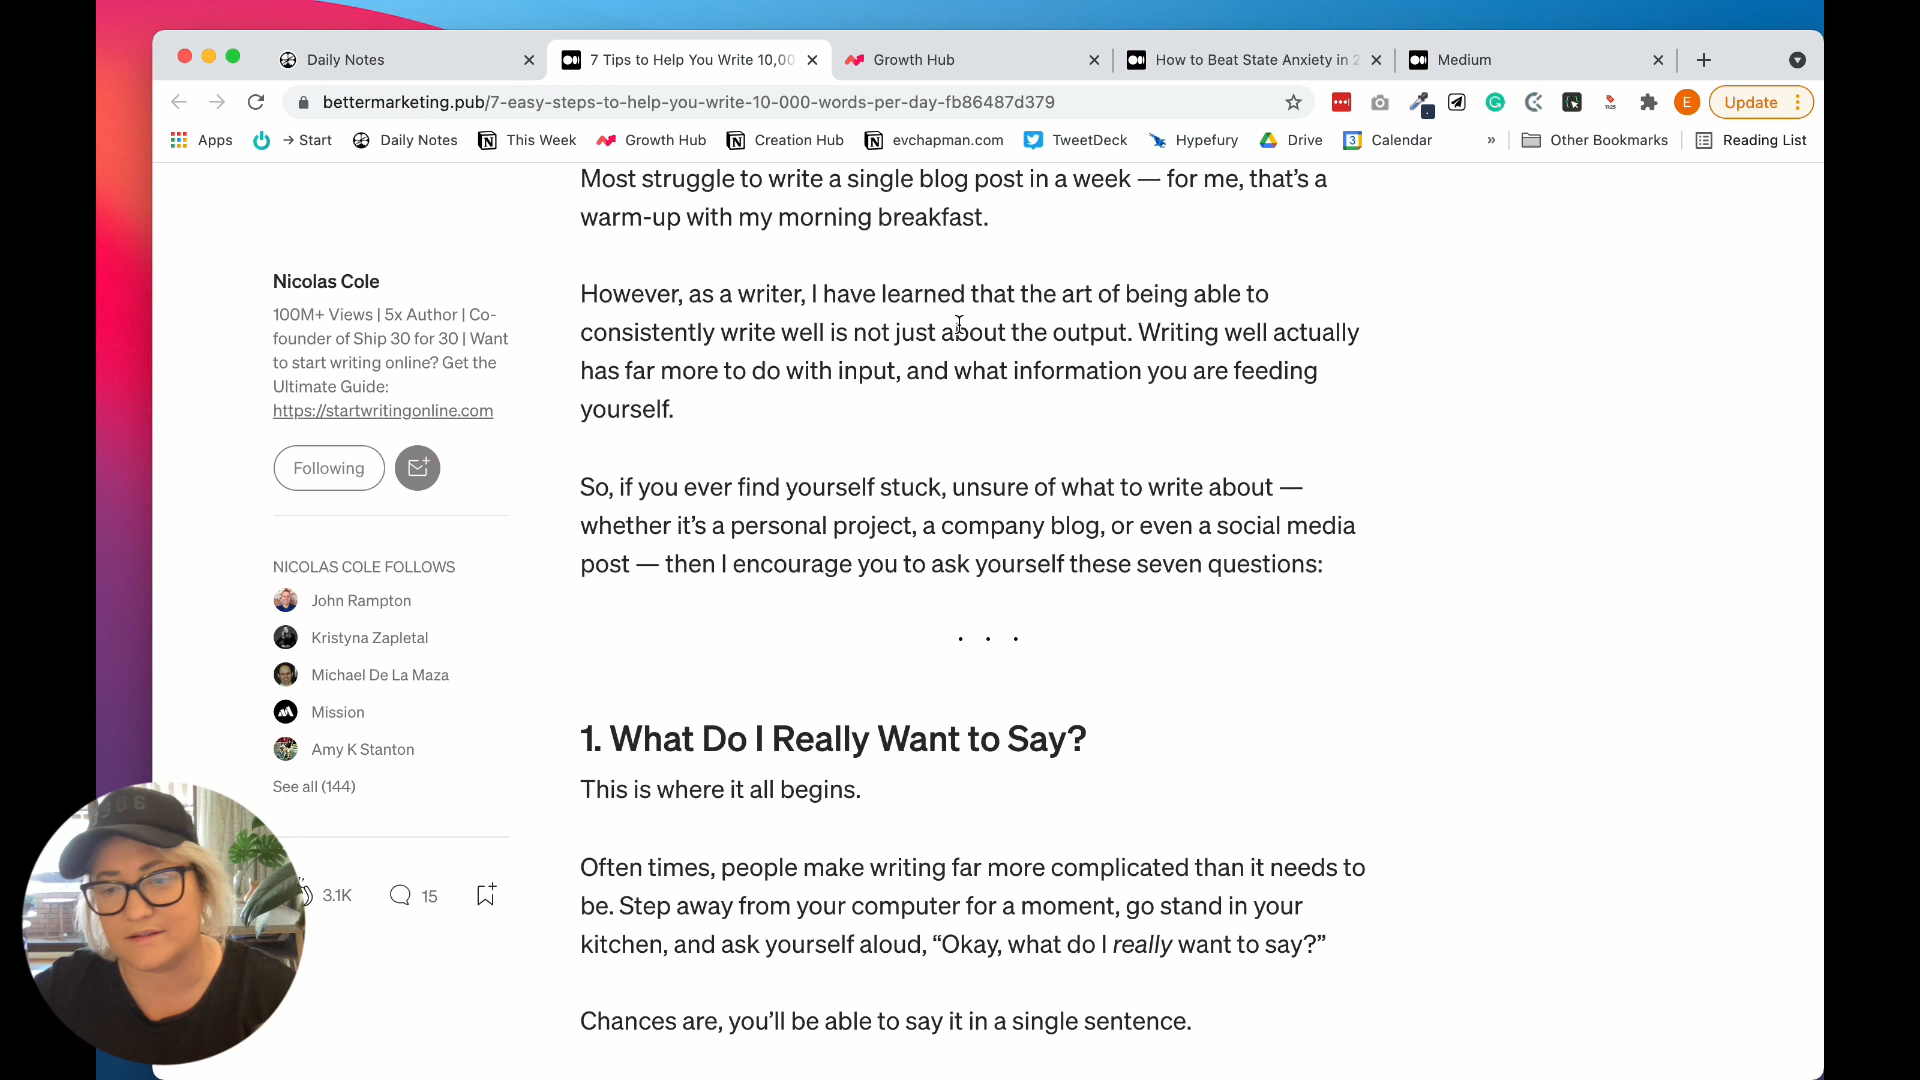 Daily Notes
7 Tips to Help You Write 10,00
Growth Hub
How to Beat State Anxiety in 2
Medium
bettermarketing.pub/7-easy-steps-to-help-you-write-10-000-words-per-day-fb86487d379
E
Update
Apps
→ Start
Daily Notes
This Week
Growth Hub
Creation Hub
evchapman.com
TweetDeck
Hypefury
Drive
3
Calendar
»
Other Bookmarks
Reading List
Most struggle to write a single blog post in a week — for me, that’s a
warm-up with my morning breakfast.
However, as a writer, I have learned that the art of being able to
consistently write well is not just about the output. Writing well actually
has far more to do with input, and what information you are feeding
yourself.
So, if you ever find yourself stuck, unsure of what to write about —
whether it’s a personal project, a company blog, or even a social media
post — then I encourage you to ask yourself these seven questions:
. . .
1. What Do I Really Want to Say?
This is where it all begins.
Often times, people make writing far more complicated than it needs to
be. Step away from your computer for a moment, go stand in your
kitchen, and ask yourself aloud, “Okay, what do I really want to say?”
Chances are, you’ll be able to say it in a single sentence.
Nicolas Cole
100M+ Views | 5x Author | Co-
founder of Ship 30 for 30 | Want
to start writing online? Get the
Ultimate Guide:
https://startwritingonline.com
Following
NICOLAS COLE FOLLOWS
John Rampton
Kristyna Zapletal
Michael De La Maza
Mission
Amy K Stanton
See all (144)
3.1K
15